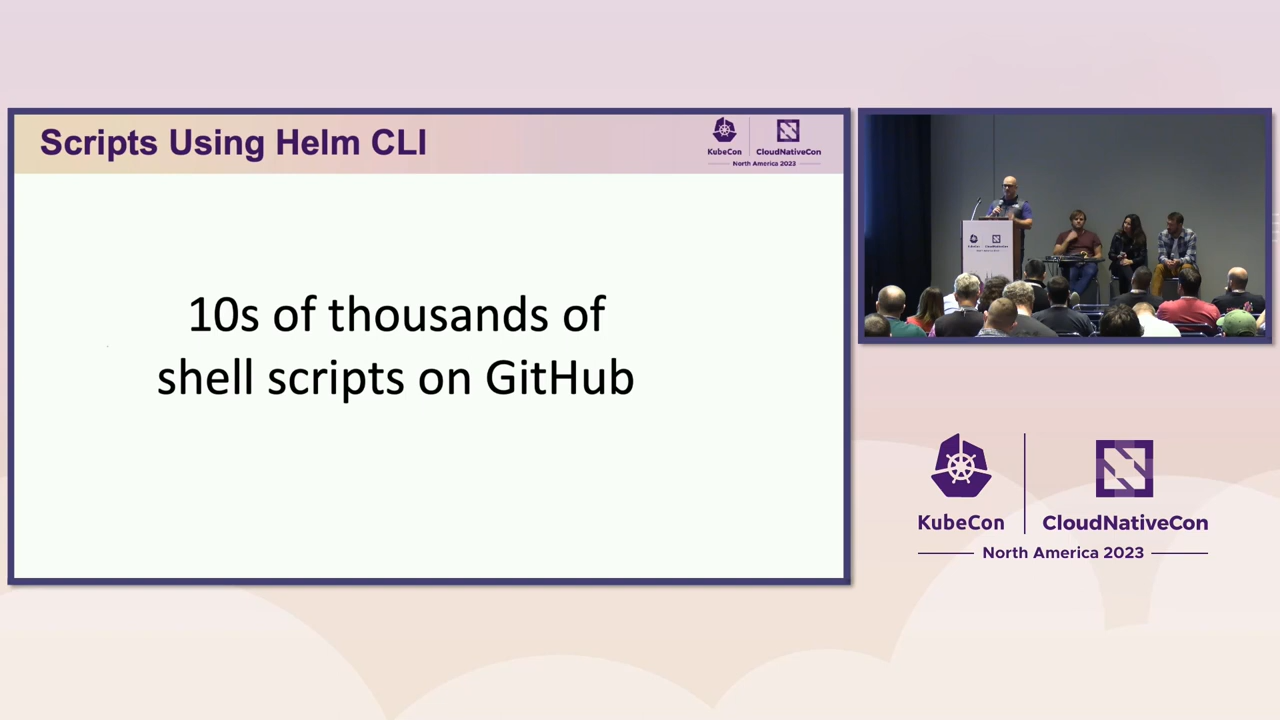 Scripts Using Helm CLI
KubeCon
CloudNativeCon
North America 2023
10s of thousands of
shell scripts on GitHub
KubeCon
CloudNativeCon
North America 2023